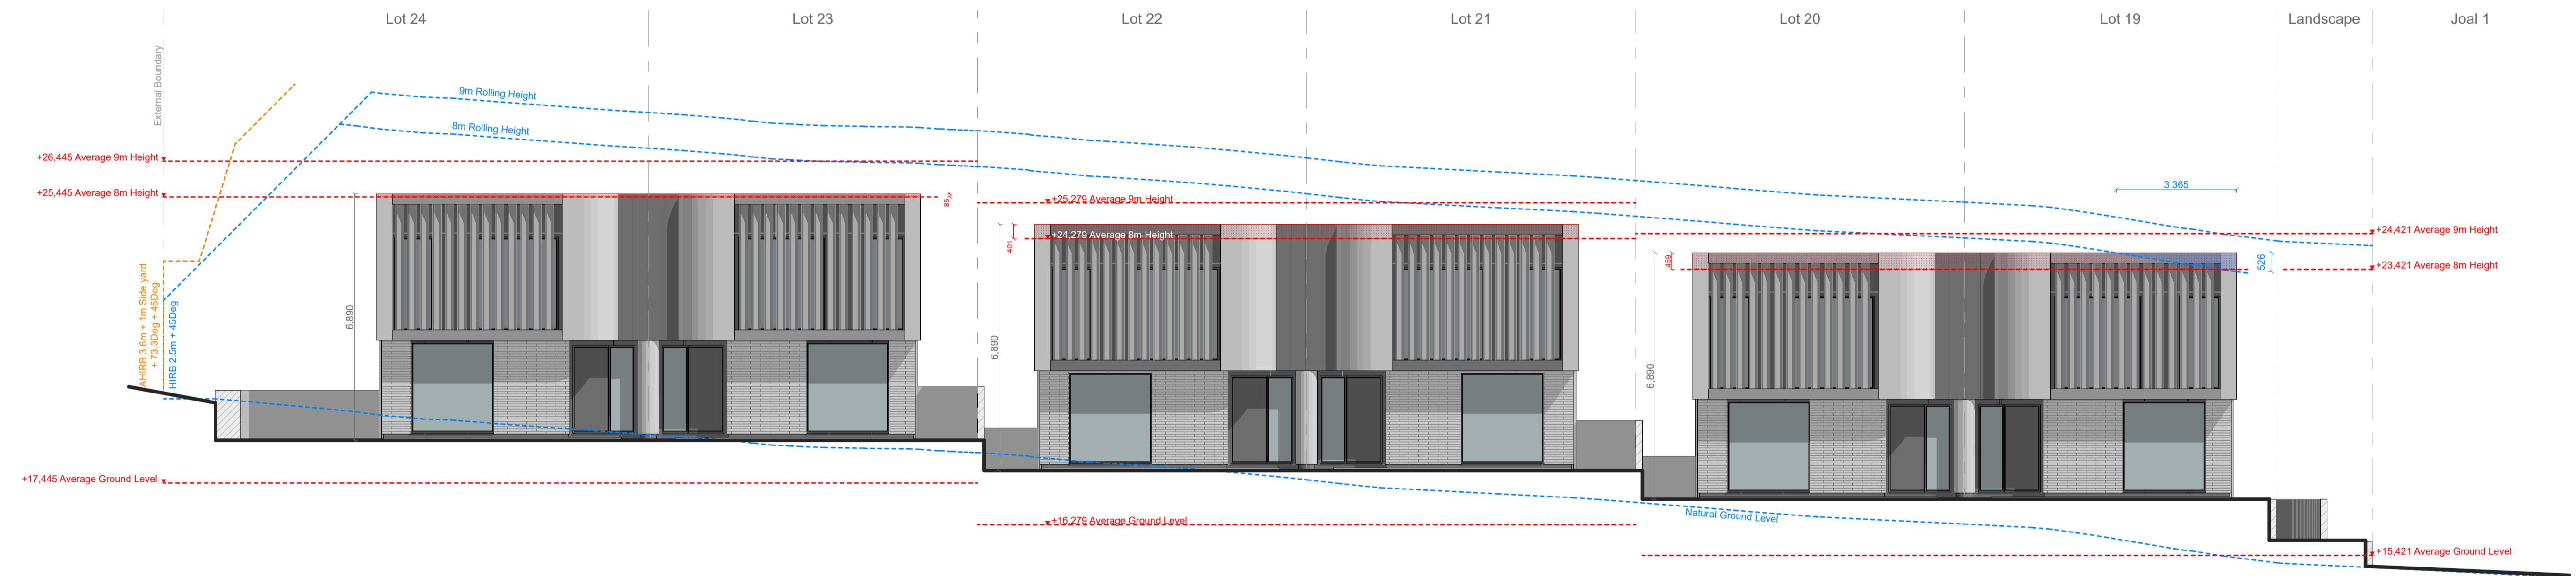 Lot 24
Lot 23
Lot 22
Lot 21
Lot 20
Lot 19
Landscape
Joal 1
External Boundary
9m Rolling Height
8m Rolling Height
+26,445 Average 9m Height
+25,445 Average 8m Height
85
+25,279 Average 9m Height
+24,279 Average 8m Height
401
3,365
+24,421 Average 9m Height
+23,421 Average 8m Height
459
526
AHIRB 3.6m + 1m Side yard
+ 73.3Deg + 45Deg
HIRB 2.5m + 45Deg
6,890
6,890
6,890
+17,445 Average Ground Level
+16,279 Average Ground Level
Natural Ground Level
+15,421 Average Ground Level